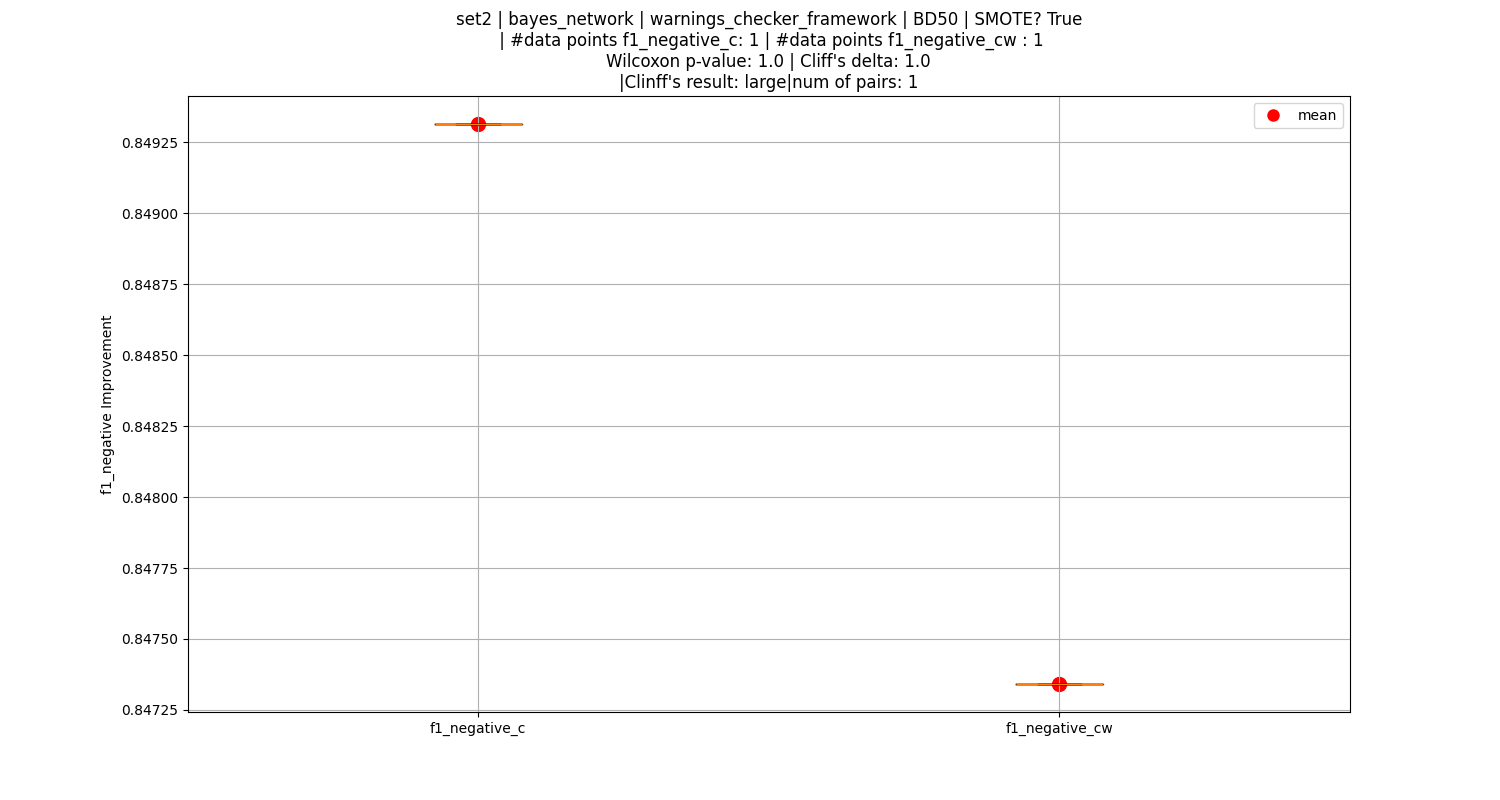 set2 | bayes_network | warnings_checker_framework | BD50 | SMOTE? True
| #data points f1_negative_c: 1 | #data points f1_negative_cw : 1
Wilcoxon p-value: 1.0 | Cliff's delta: 1.0
|Clinff's result: large|num of pairs: 1
mean
0.84925
0.84900
0.84875
0.84850
0.84825
0.84800
0.84775
0.84750
0.84725
f1_negative Improvement
f1_negative_c
f1_negative_cw